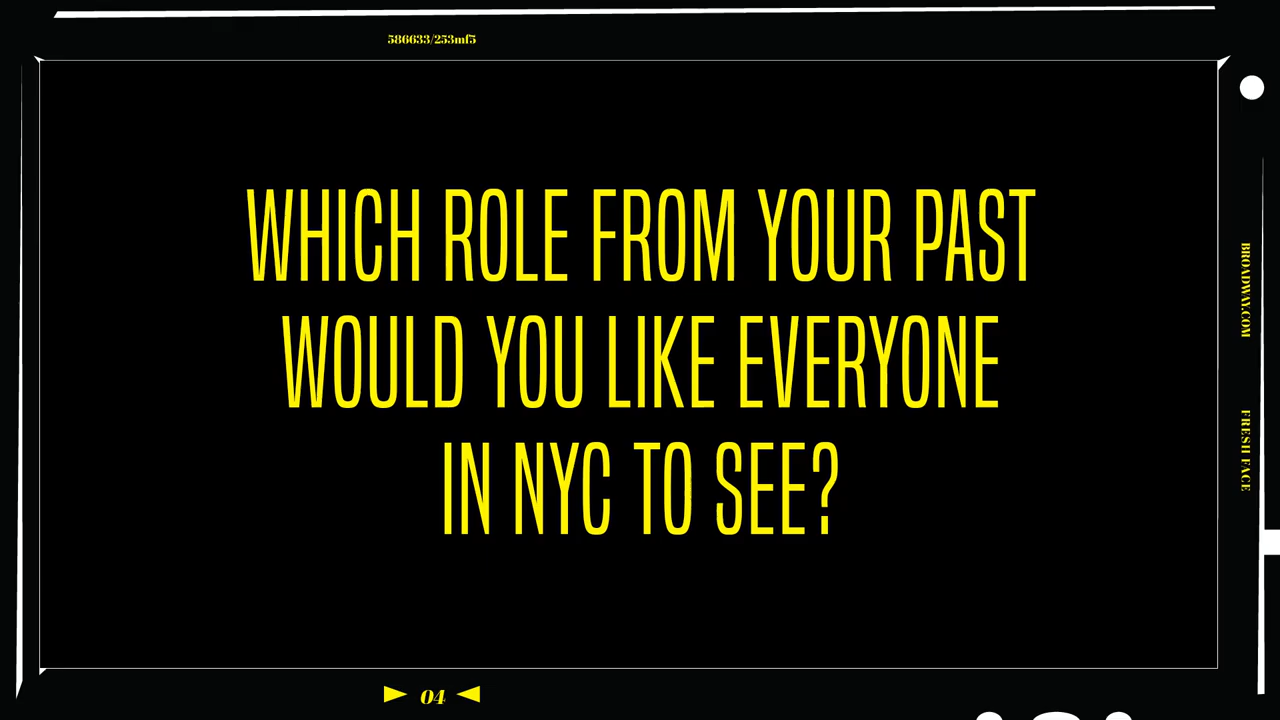 586633/253mf5
WHICH ROLE FROM YOUR PAST
WOULD YOU LIKE EVERYONE
IN NYC TO SEE?
BROADWAY.COM
FRESH FACE
04